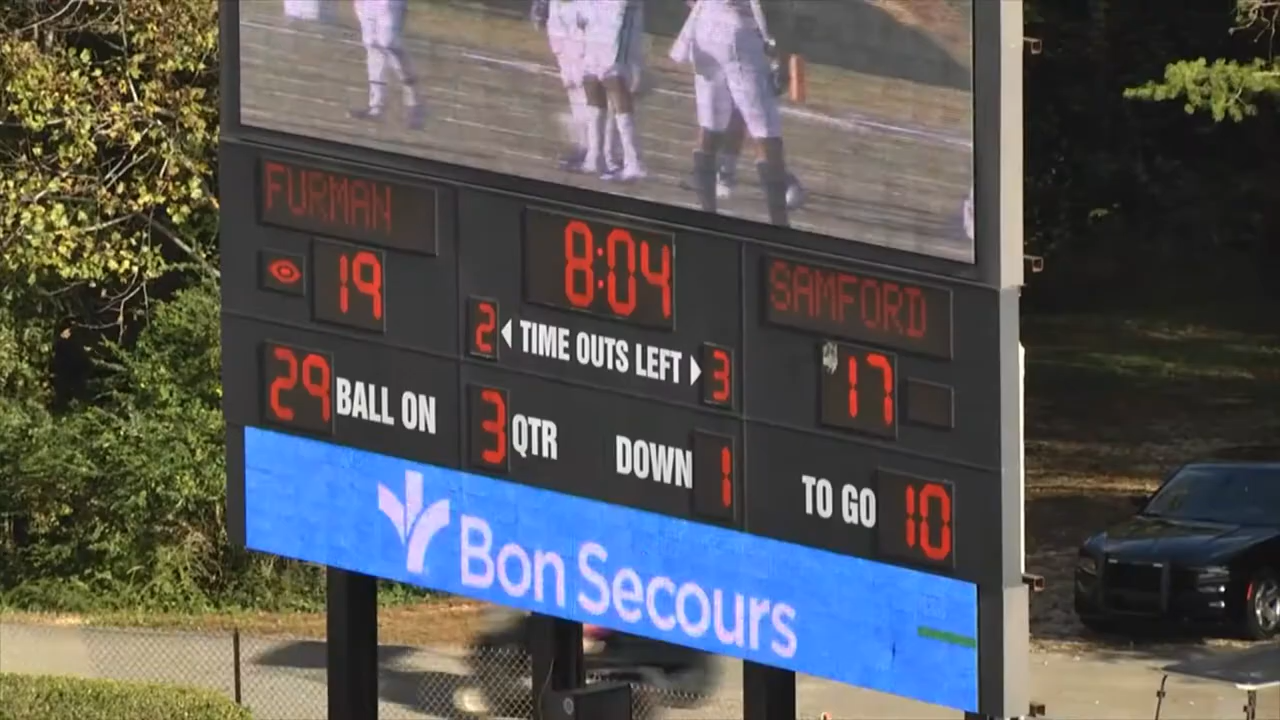 FURMAN
19
8:04
SAMFORD
17
2 TIME OUTS LEFT 3
29 BALL ON
3 QTR
DOWN 1
TO GO 10
Bon Secours